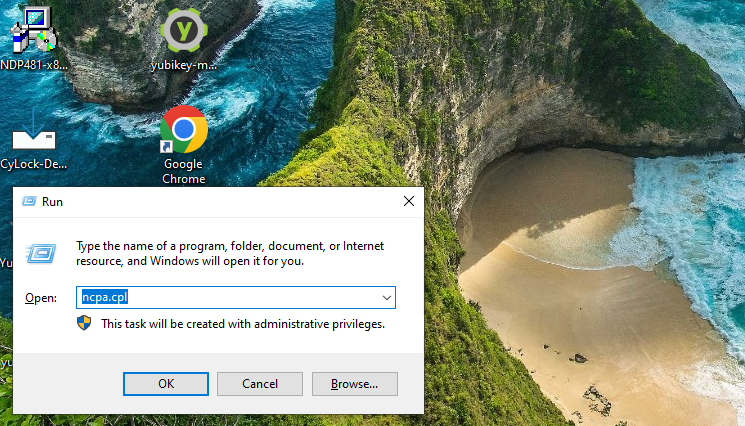 NDP481-x8...
yubikey-m...
CyLock-De...
Google
Chrome
Run
Type the name of a program, folder, document, or Internet
resource, and Windows will open it for you.
Open:
ncpa.cpl
This task will be created with administrative privileges.
OK
Cancel
Browse...
Yu
yu